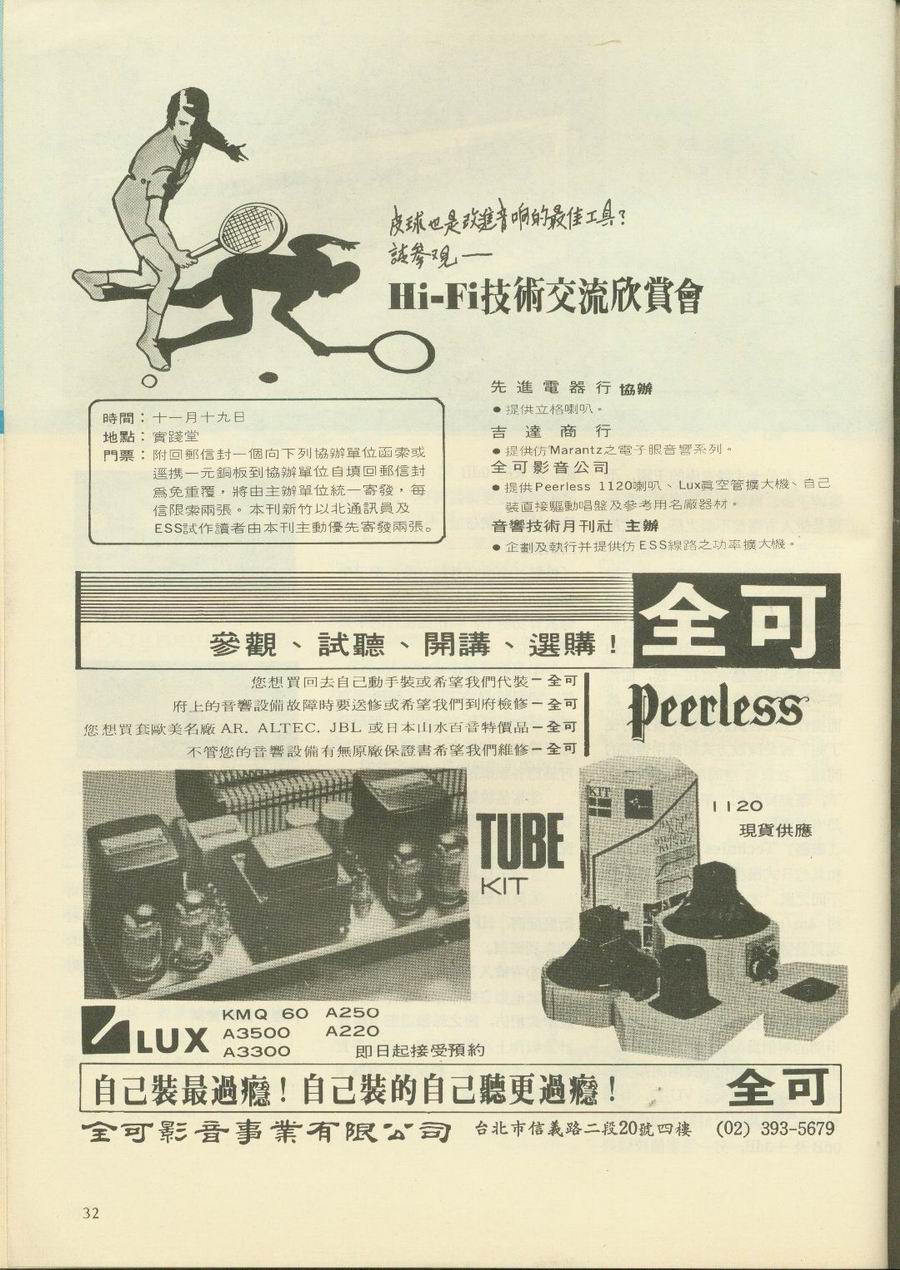 皮球也是改進音响的最佳工具？
請參观——
Hi-Fi技術交流欣賞會
時間：十一月十九日
地點：實踐堂
門票：附回郵信封一個向下列協辦單位函索或
逕携一元銅板到協辦單位自填回郵信封
為免重覆，將由主辦單位統一寄發，每
信限索兩張。本刊新竹以北通訊員及
ESS試作讀者由本刊主動優先寄發兩張。
先進電器行 協辦
●提供立格喇叭。
吉達商行
●提供仿Marantz之電子眼音響系列。
全可影音公司
●提供Peerless 1120喇叭、Lux眞空管擴大機、自己
裝直接驅動唱盤及參考用名廠器材。
音響技術月刊社 主辦
●企劃及執行并提供仿ESS線路之功率擴大機。
參觀、試聽、開講、選購！
全可
您想買回去自己動手裝或希望我們代裝－全可
府上的音響設備故障時要送修或希望我們到府檢修－全可
您想買套歐美名廠 AR. ALTEC. JBL 或日本山水百音特價品－全可
不管您的音響設備有無原廠保證書希望我們維修－全可
Peerless
TUBE
KIT
KIT
1120
現貨供應
LUX
KMQ 60 A250
A3500 A220
A3300 即日起接受預約
自己裝最過癮！自己裝的自己聽更過癮！ 全可
全可影音事業有限公司 台北市信義路二段20號四樓 (02) 393-5679
32